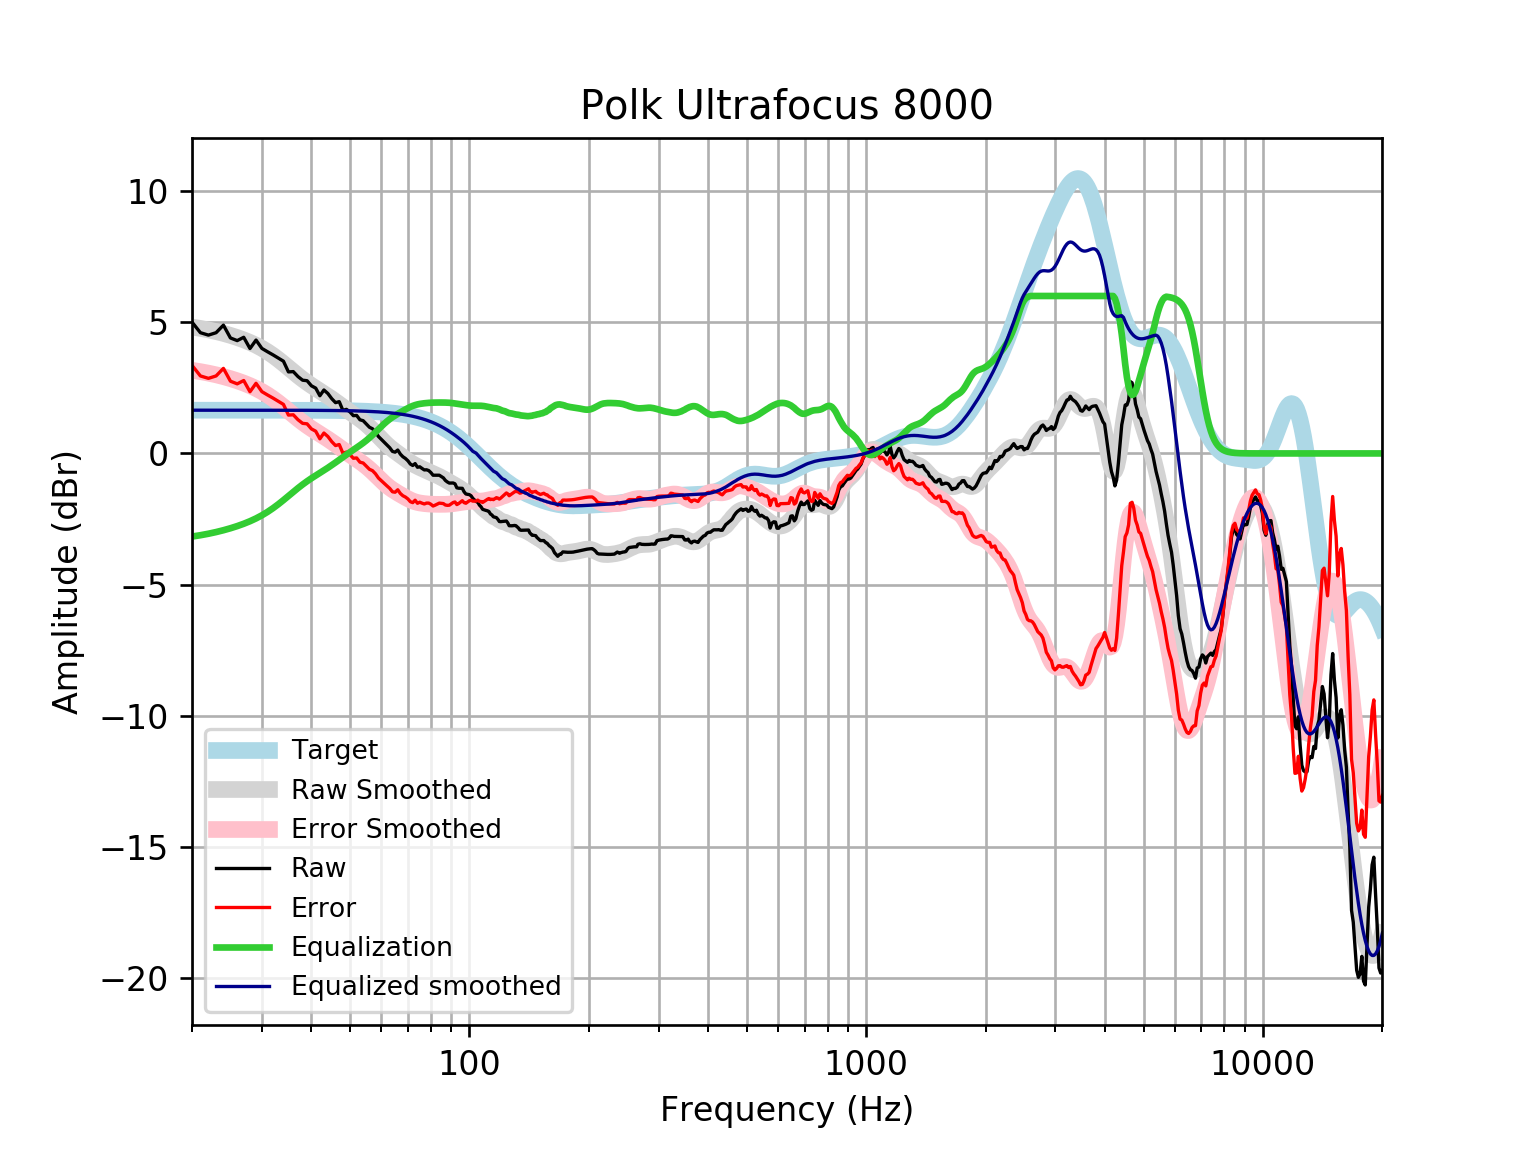 Polk Ultrafocus 8000
Amplitude (dBr)
10
5
0
−5
−10
−15
−20
Target
Raw Smoothed
Error Smoothed
Raw
Error
Equalization
Equalized smoothed
100
1000
10000
Frequency (Hz)